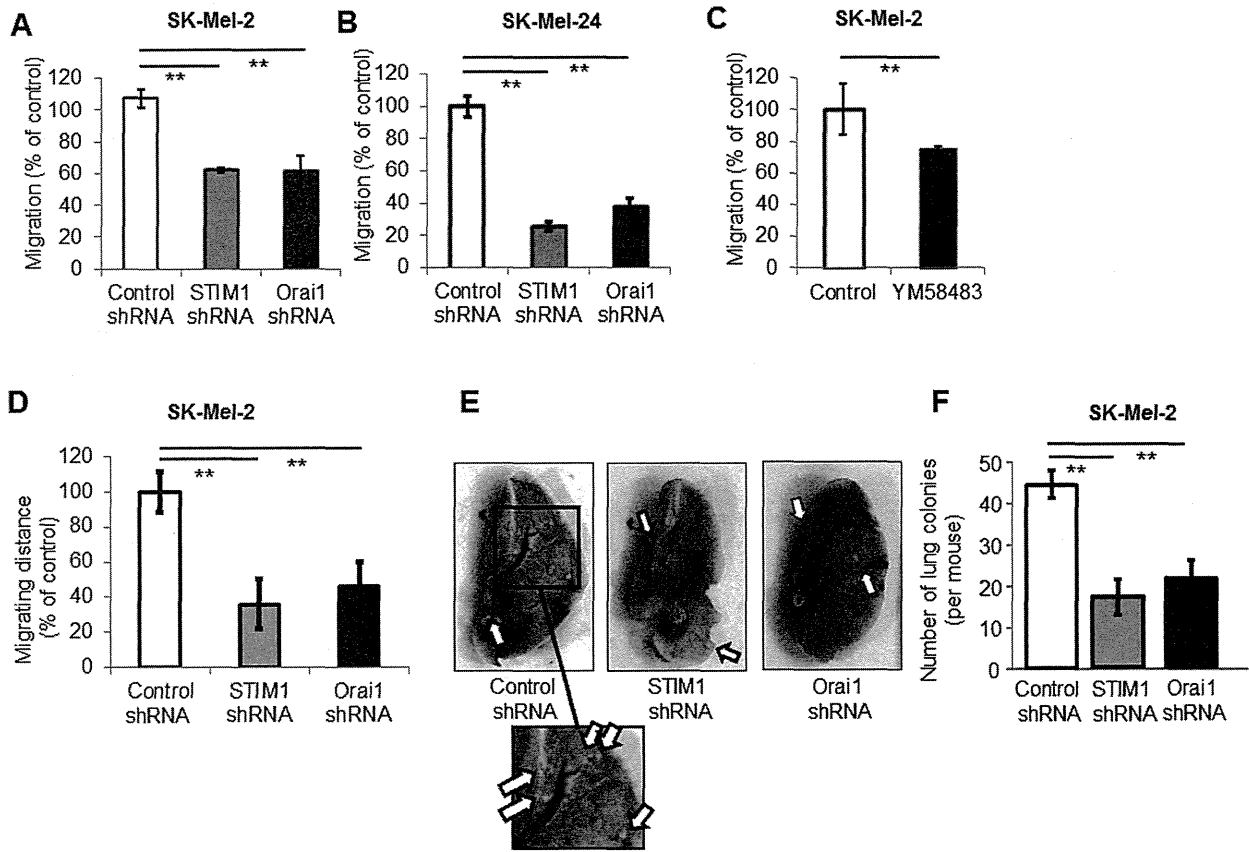 A
SK-Mel-2
Migration (% of control)
120
100
80
60
40
20
0
**
**
Control
shRNA
STIM1
shRNA
Orai1
shRNA
B
SK-Mel-24
Migration (% of control)
120
100
80
60
40
20
0
**
**
Control
shRNA
STIM1
shRNA
Orai1
shRNA
C
SK-Mel-2
Migration (% of control)
120
100
80
60
40
20
0
**
Control
YM58483
D
SK-Mel-2
Migrating distance
(% of control)
120
100
80
60
40
20
0
**
**
Control
shRNA
STIM1
shRNA
Orai1
shRNA
E
Control
shRNA
STIM1
shRNA
Orai1
shRNA
F
SK-Mel-2
Number of lung colonies
(per mouse)
50
40
30
20
10
0
**
**
Control
shRNA
STIM1
shRNA
Orai1
shRNA